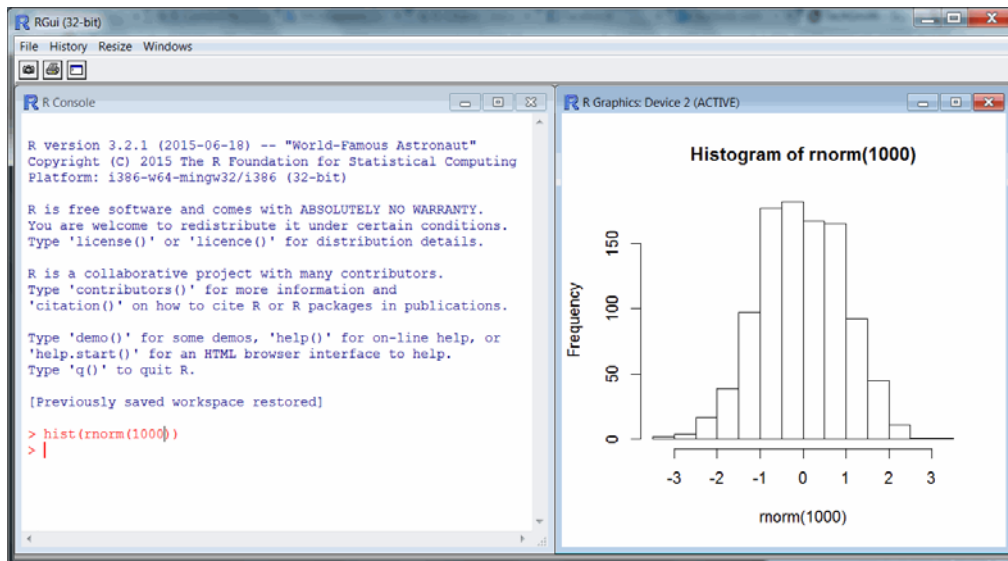 RGui (32-bit)
File History Resize Windows
R Console
R version 3.2.1 (2015-06-18) -- "World-Famous Astronaut"
Copyright (C) 2015 The R Foundation for Statistical Computing
Platform: i386-w64-mingw32/i386 (32-bit)
R is free software and comes with ABSOLUTELY NO WARRANTY.
You are welcome to redistribute it under certain conditions.
Type 'license()' or 'licence()' for distribution details.
R is a collaborative project with many contributors.
Type 'contributors()' for more information and
'citation()' on how to cite R or R packages in publications.
Type 'demo()' for some demos, 'help()' for on-line help, or
'help.start()' for an HTML browser interface to help.
Type 'q()' to quit R.
[Previously saved workspace restored]
> hist(rnorm(1000))
>
R Graphics: Device 2 (ACTIVE)
Histogram of rnorm(1000)
Frequency
150
100
50
0
-3 -2 -1 0 1 2 3
rnorm(1000)